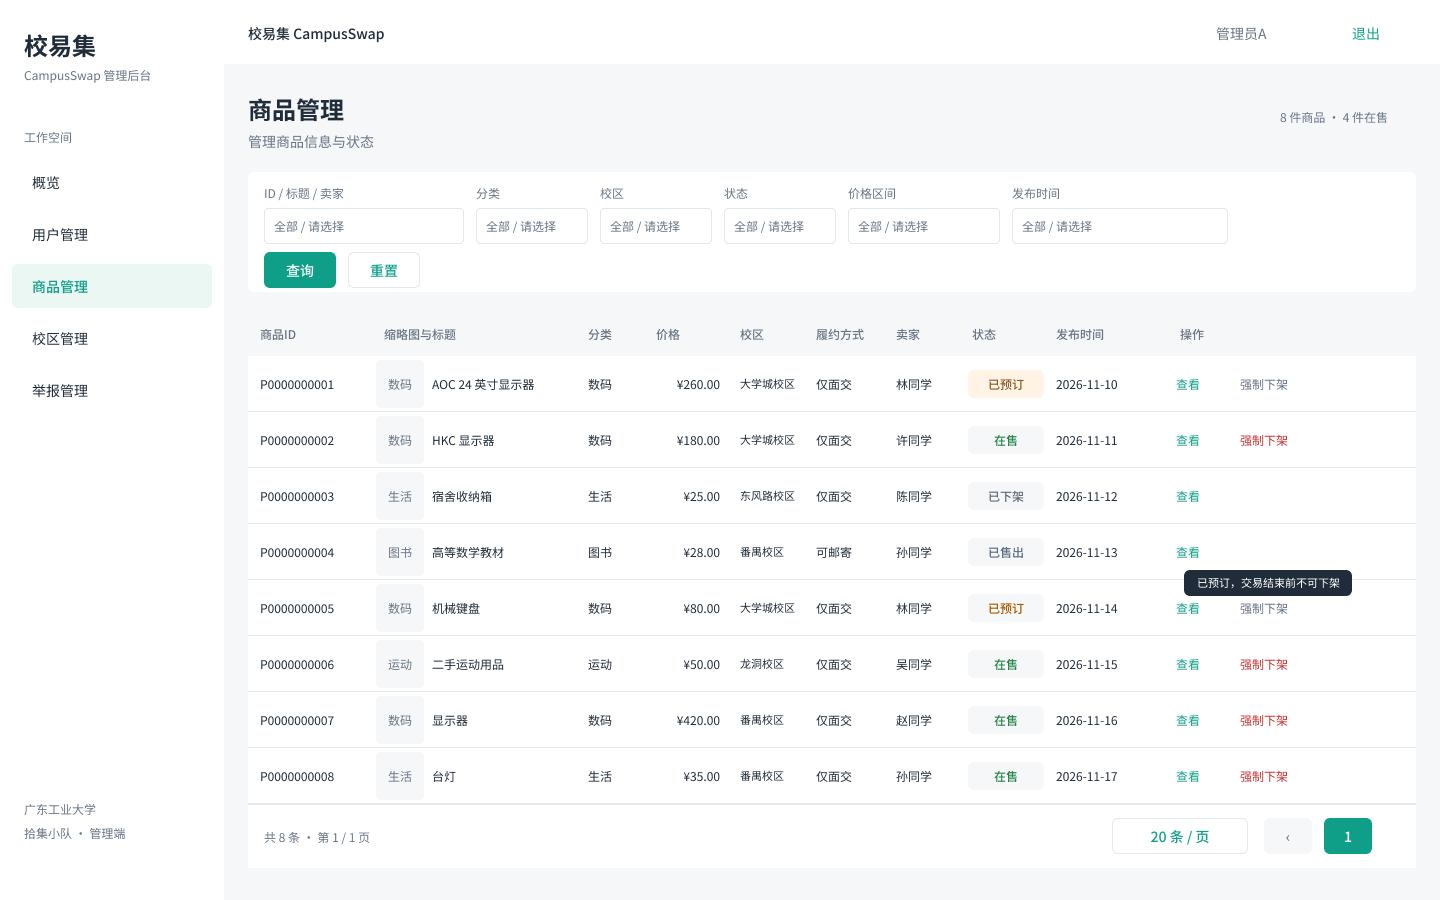 校易集
CampusSwap 管理后台
工作空间
概览
用户管理
商品管理
校区管理
举报管理
广东工业大学
拾集小队 · 管理端
校易集 CampusSwap
管理员A
退出
商品管理
管理商品信息与状态
8 件商品 · 4 件在售
ID / 标题 / 卖家 分类 校区 状态 价格区间 发布时间
全部 / 请选择 全部 / 请选择 全部 / 请选择 全部 / 请选择 全部 / 请选择 全部 / 请选择
查询 重置
商品ID 缩略图与标题 分类 价格 校区 履约方式 卖家 状态 发布时间 操作
P0000000001 数码 AOC 24 英寸显示器 数码 ¥260.00 大学城校区 仅面交 林同学 已预订 2026-11-10 查看 强制下架
P0000000002 数码 HKC 显示器 数码 ¥180.00 大学城校区 仅面交 许同学 在售 2026-11-11 查看 强制下架
P0000000003 生活 宿舍收纳箱 生活 ¥25.00 东风路校区 仅面交 陈同学 已下架 2026-11-12 查看
P0000000004 图书 高等数学教材 图书 ¥28.00 番禺校区 可邮寄 孙同学 已售出 2026-11-13 查看
已预订，交易结束前不可下架
P0000000005 数码 机械键盘 数码 ¥80.00 大学城校区 仅面交 林同学 已预订 2026-11-14 查看 强制下架
P0000000006 运动 二手运动用品 运动 ¥50.00 龙洞校区 仅面交 吴同学 在售 2026-11-15 查看 强制下架
P0000000007 数码 显示器 数码 ¥420.00 番禺校区 仅面交 赵同学 在售 2026-11-16 查看 强制下架
P0000000008 生活 台灯 生活 ¥35.00 番禺校区 仅面交 孙同学 在售 2026-11-17 查看 强制下架
共 8 条 · 第 1 / 1 页
20 条 / 页 ‹ 1